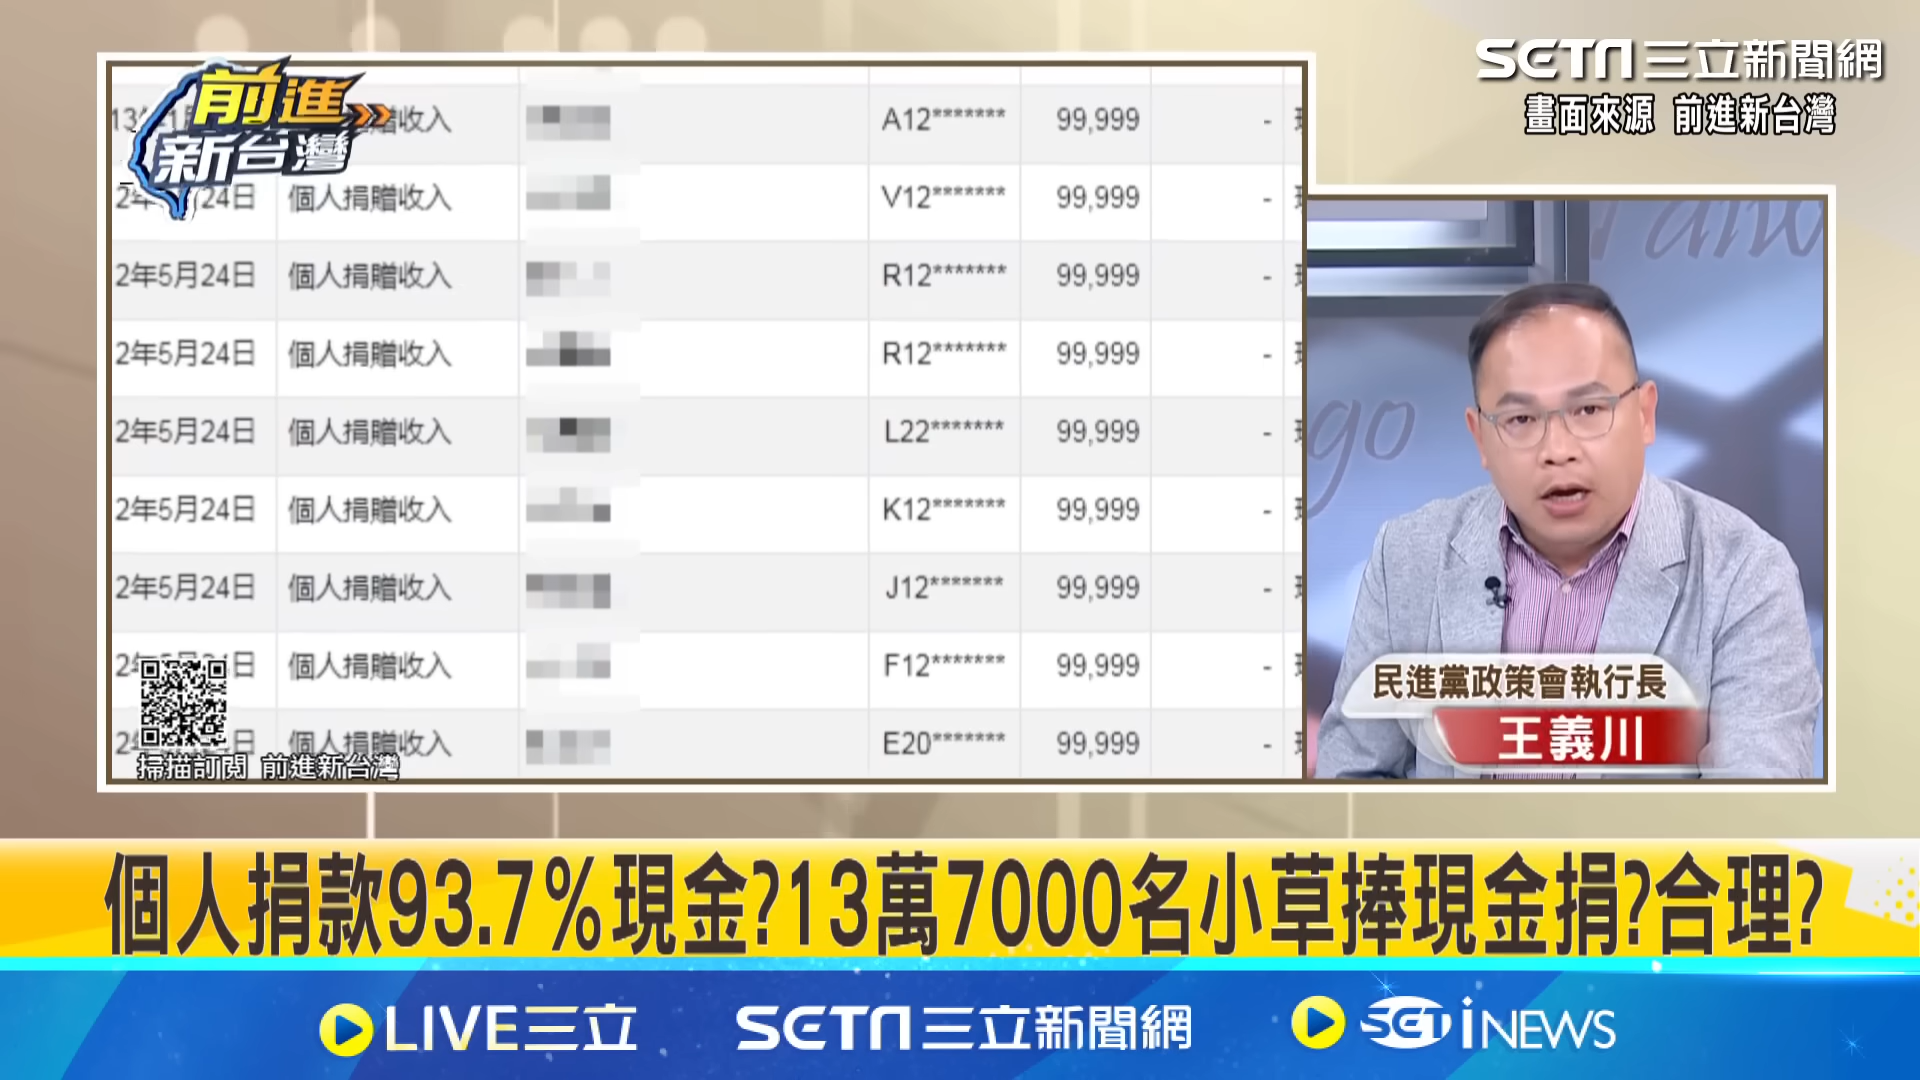 SETN三立新聞網
畫面來源 前進新台灣
前進
新台灣
收入 A12******* 99,999 -
24日 個人捐贈收入 V12******* 99,999 -
2年5月24日 個人捐贈收入 R12******* 99,999 -
2年5月24日 個人捐贈收入 R12******* 99,999 -
2年5月24日 個人捐贈收入 L22******* 99,999 -
2年5月24日 個人捐贈收入 K12******* 99,999 -
2年5月24日 個人捐贈收入 J12******* 99,999 -
個人捐贈收入 F12******* 99,999 -
個人捐贈收入 E20******* 99,999 -
掃描訂閱 前進新台灣
go
民進黨政策會執行長
王義川
個人捐款93.7%現金?13萬7000名小草捧現金捐?合理?
LIVE三立
SETN三立新聞網
SET iNEWS